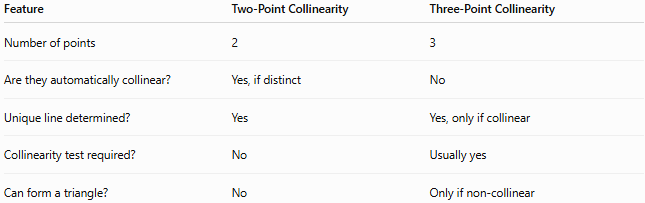 Feature Two-Point Collinearity Three-Point Collinearity
Number of points 2 3
Are they automatically collinear? Yes, if distinct No
Unique line determined? Yes Yes, only if collinear
Collinearity test required? No Usually yes
Can form a triangle? No Only if non-collinear